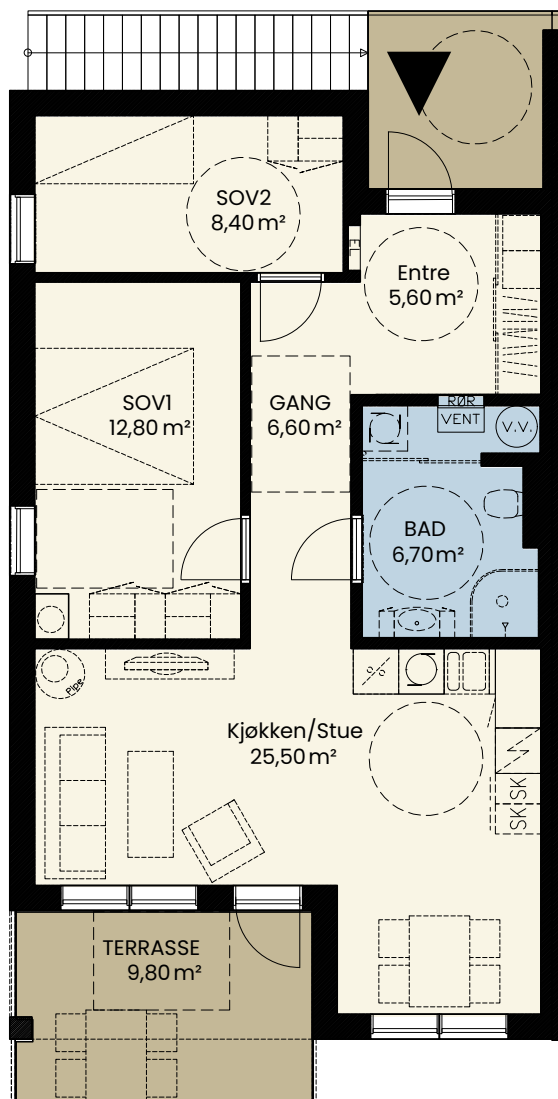 SOV2
8,40 m²
E
Entre
5,60 m²
SOV1
12,80 m²
GANG
6,60 m²
RØR
VENT
V.V.
BAD
6,70 m²
Pipe
Kjøkken/Stue
25,50 m²
SK
SK
TERRASSE
9,80 m²